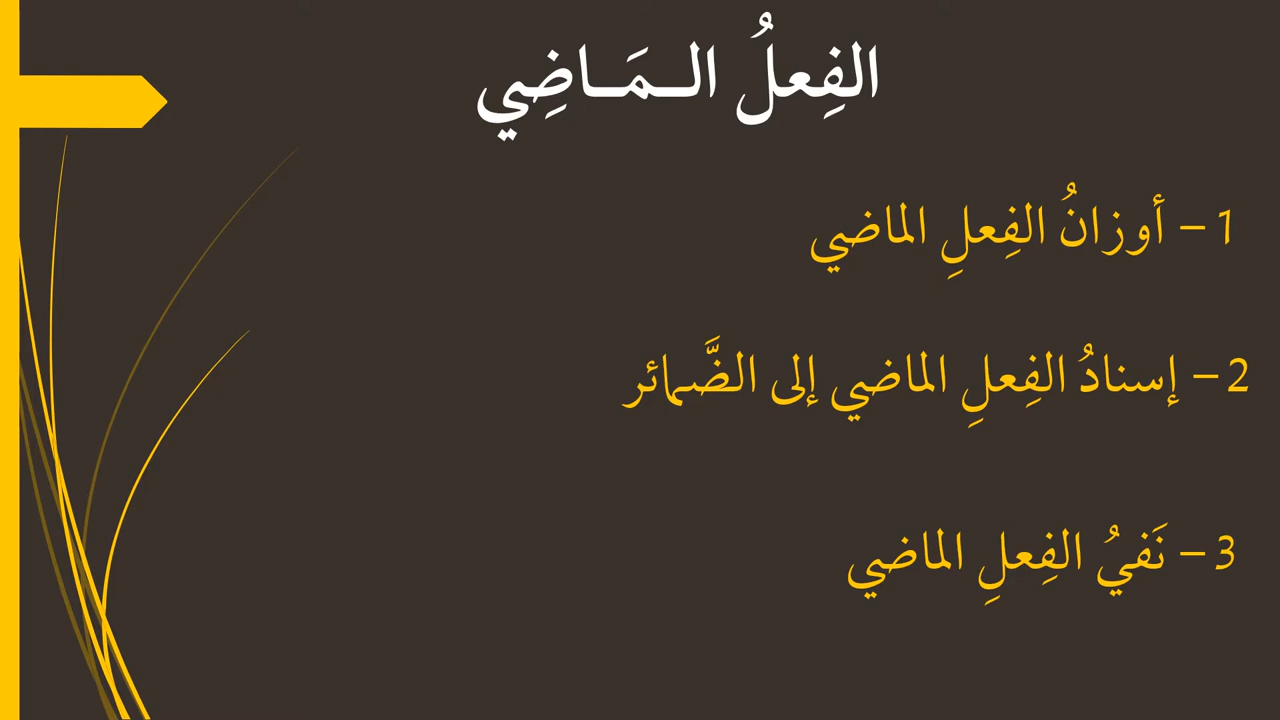 الفِعلُ الـمَـاضِي
1 – أوزانُ الفِعلِ الماضي
2 – إسنادُ الفِعلِ الماضي إلى الضَّمائر
3 – نَفيُ الفِعلِ الماضي